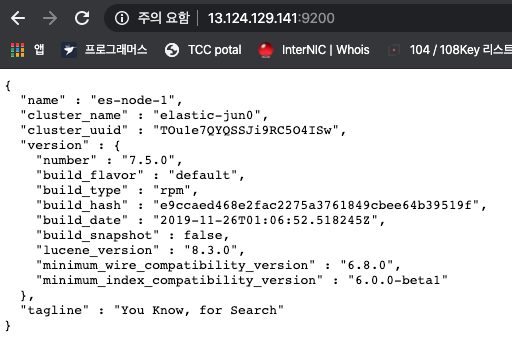 주의 요함 | 13.124.129.141:9200
앱 프로그래머스 TCC potal InterNIC | Whois 104 / 108Key 리스트
{
  "name" : "es-node-1",
  "cluster_name" : "elastic-jun0",
  "cluster_uuid" : "TOu1e7QYQSSJi9RC5O4ISw",
  "version" : {
    "number" : "7.5.0",
    "build_flavor" : "default",
    "build_type" : "rpm",
    "build_hash" : "e9ccaed468e2fac2275a3761849cbee64b39519f",
    "build_date" : "2019-11-26T01:06:52.518245Z",
    "build_snapshot" : false,
    "lucene_version" : "8.3.0",
    "minimum_wire_compatibility_version" : "6.8.0",
    "minimum_index_compatibility_version" : "6.0.0-beta1"
  },
  "tagline" : "You Know, for Search"
}